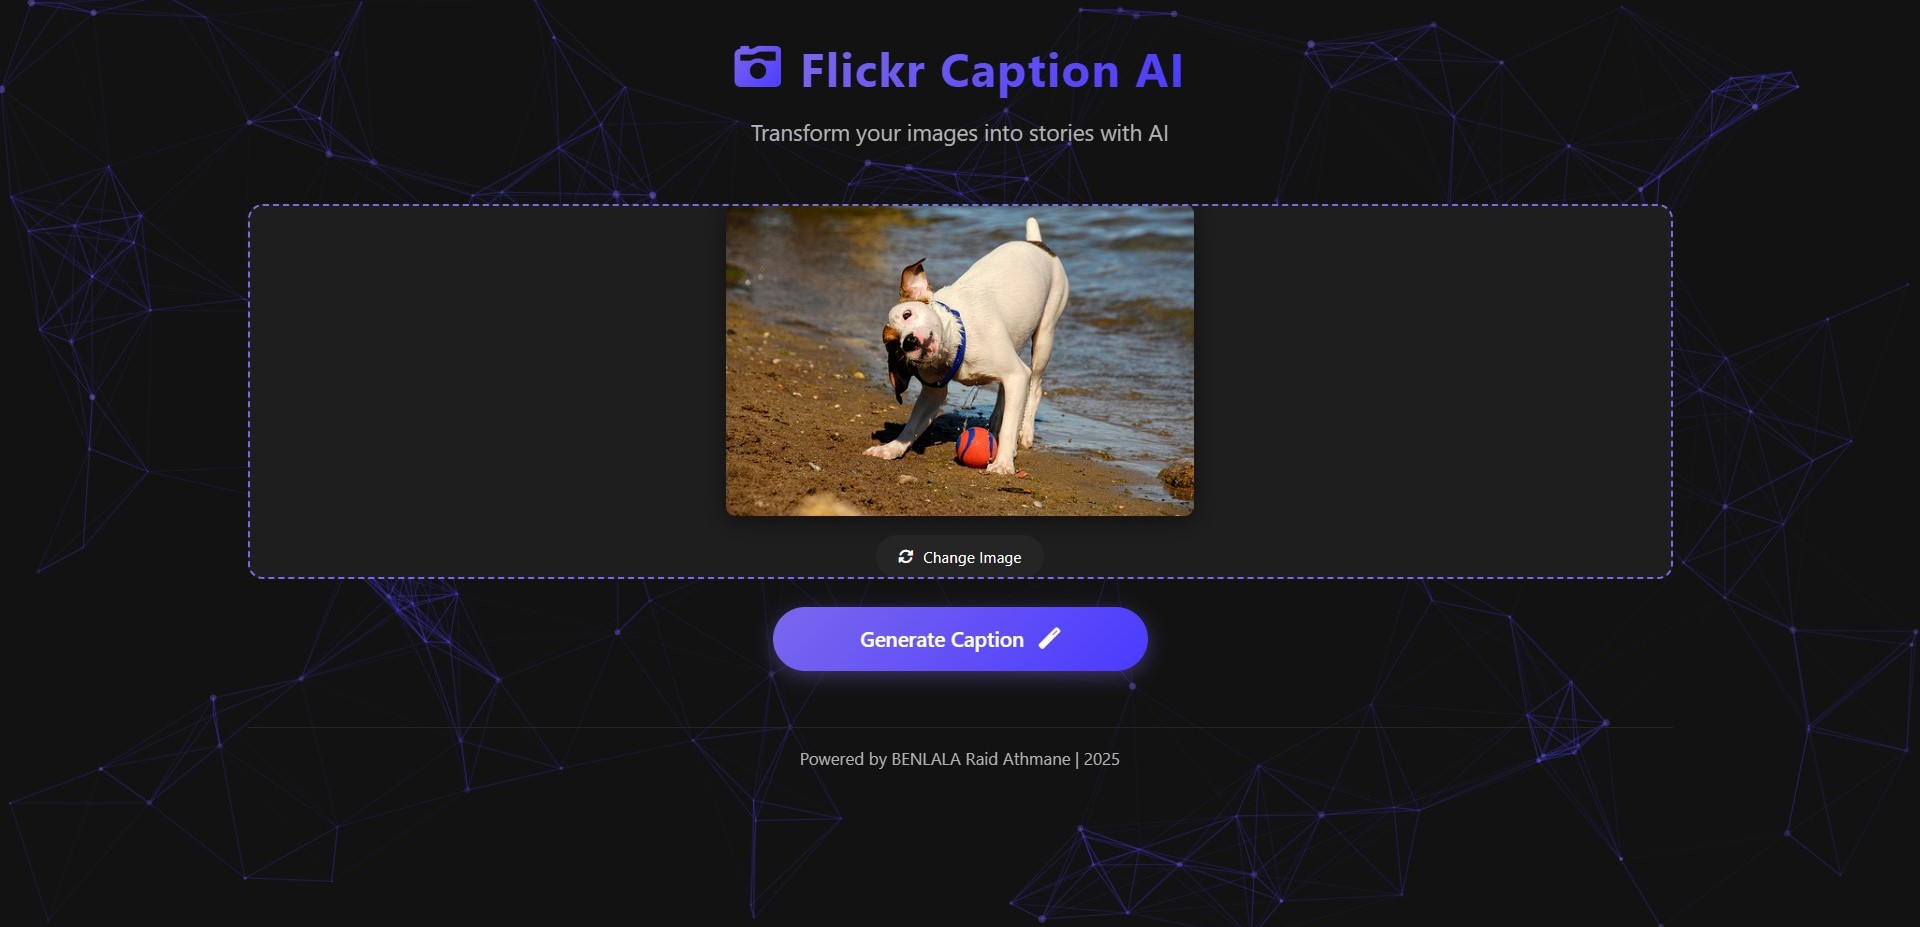 Flickr Caption AI
Transform your images into stories with AI
Change Image
Generate Caption
Powered by BENLALA Raid Athmane | 2025